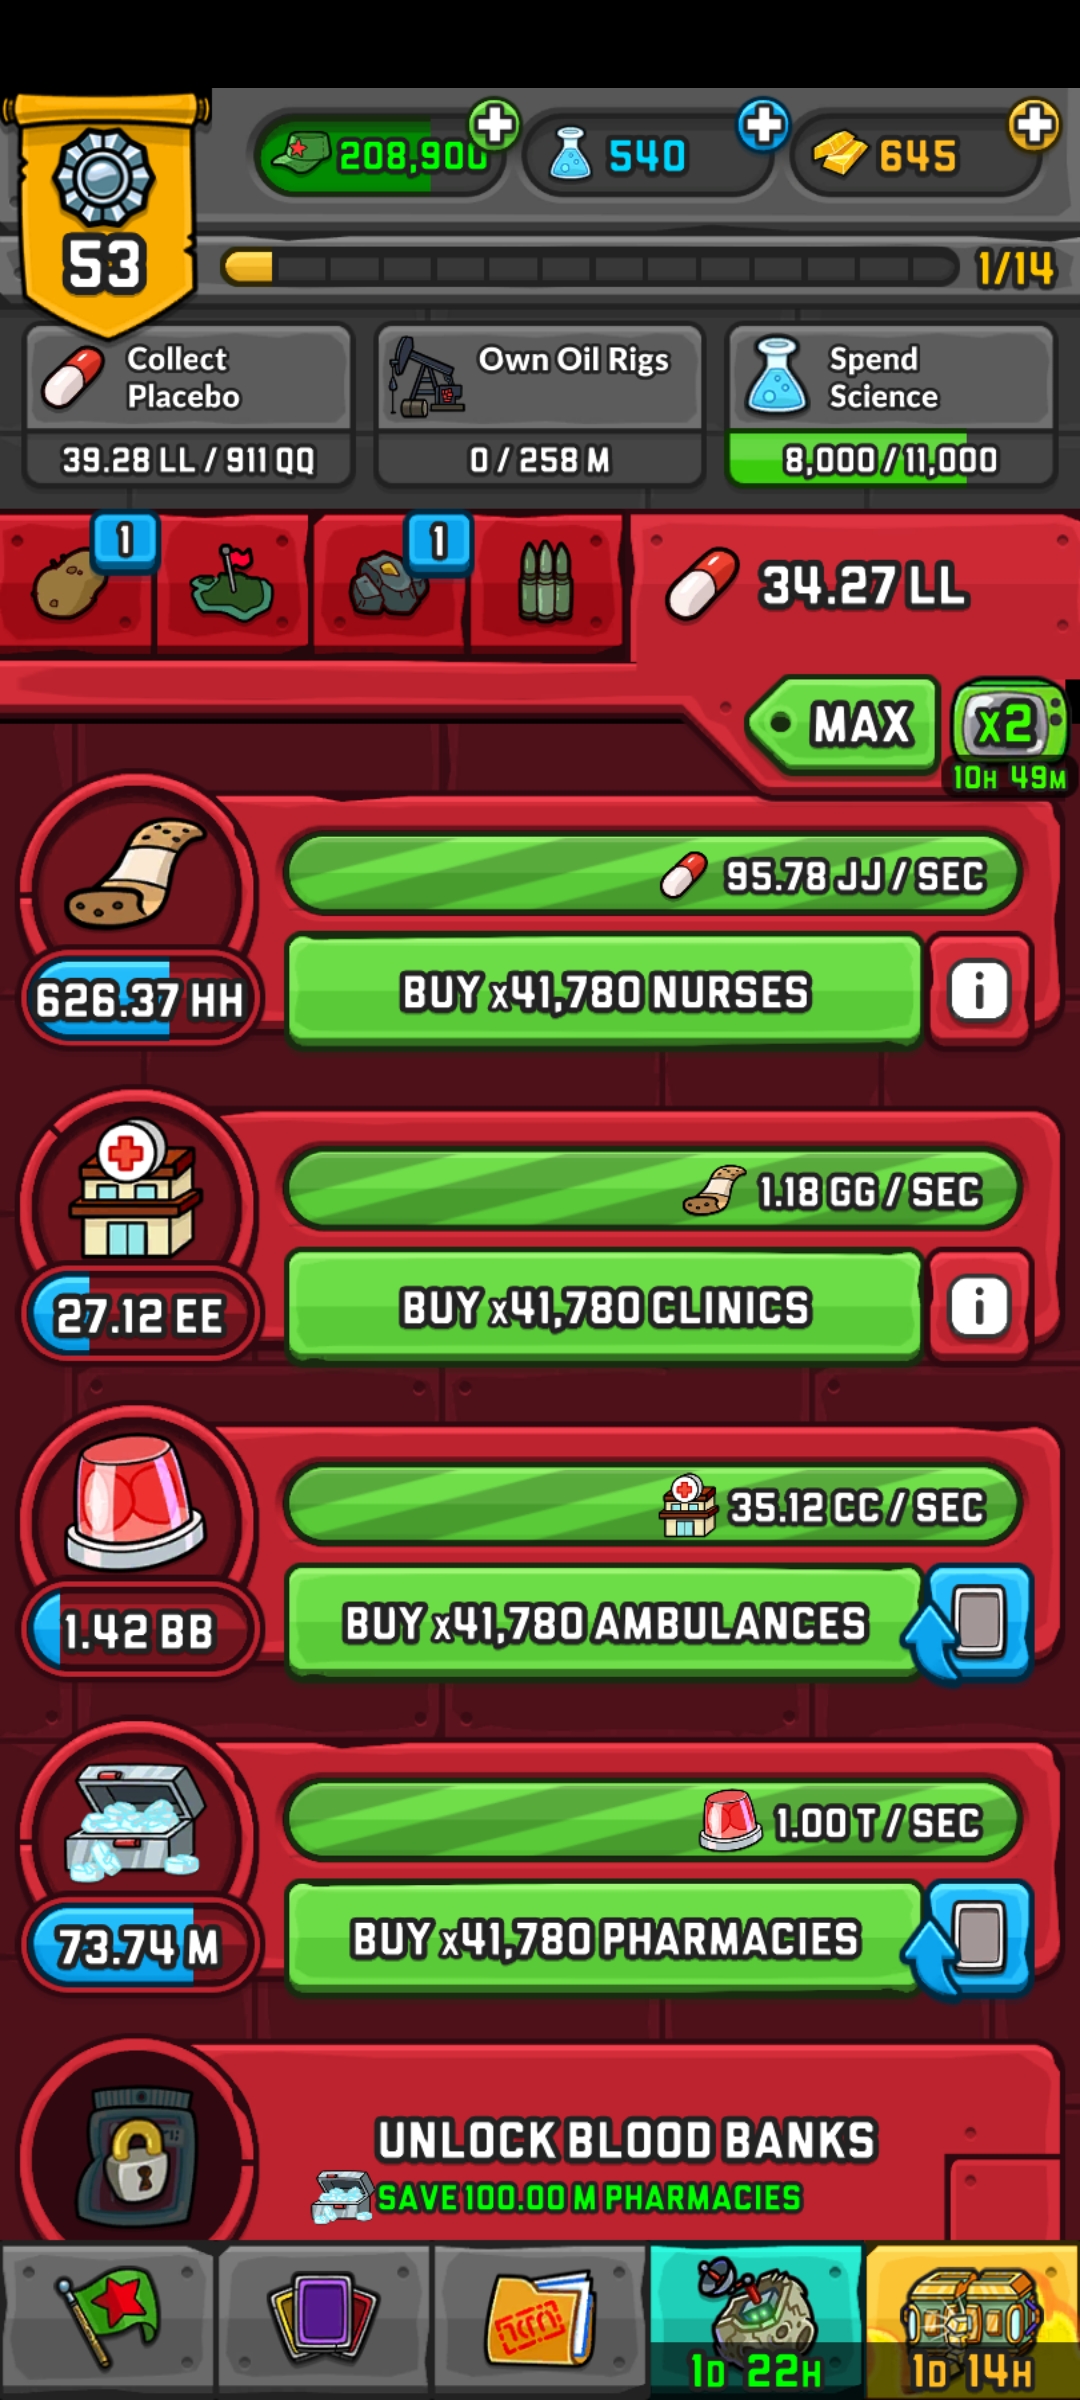 208,900
540
645
53
1/14
Collect
Placebo
39.28 LL / 911 QQ
Own Oil Rigs
0 / 258 M
Spend
Science
8,000 / 11,000
1
1
34.27 LL
MAX
x2
10H 49M
95.78 JJ / SEC
626.37 HH
BUY x41,780 NURSES
i
1.18 GG / SEC
27.12 EE
BUY x41,780 CLINICS
i
35.12 CC / SEC
1.42 BB
BUY x41,780 AMBULANCES
1.00 T / SEC
73.74 M
BUY x41,780 PHARMACIES
UNLOCK BLOOD BANKS
SAVE 100.00 M PHARMACIES
1D 22H
1D 14H